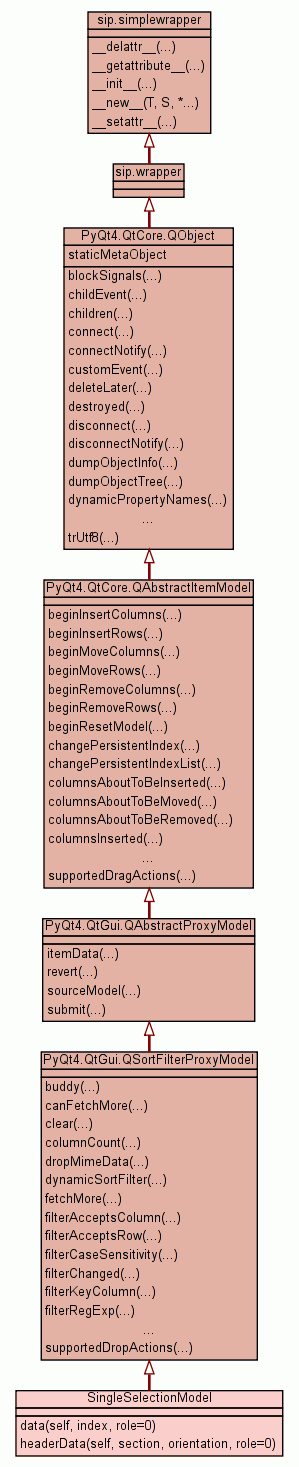 sip.simplewrapper
__delattr__(...)
__getattribute__(...)
__init__(...)
__new__(T, S, *...)
__setattr__(...)
sip.wrapper
PyQt4.QtCore.QObject
staticMetaObject
blockSignals(...)
childEvent(...)
children(...)
connect(...)
connectNotify(...)
customEvent(...)
deleteLater(...)
destroyed(...)
disconnect(...)
disconnectNotify(...)
dumpObjectInfo(...)
dumpObjectTree(...)
dynamicPropertyNames(...)
...
trUtf8(...)
PyQt4.QtCore.QAbstractItemModel
beginInsertColumns(...)
beginInsertRows(...)
beginMoveColumns(...)
beginMoveRows(...)
beginRemoveColumns(...)
beginRemoveRows(...)
beginResetModel(...)
changePersistentIndex(...)
changePersistentIndexList(...)
columnsAboutToBeInserted(...)
columnsAboutToBeMoved(...)
columnsAboutToBeRemoved(...)
columnsInserted(...)
...
supportedDragActions(...)
PyQt4.QtGui.QAbstractProxyModel
itemData(...)
revert(...)
sourceModel(...)
submit(...)
PyQt4.QtGui.QSortFilterProxyModel
buddy(...)
canFetchMore(...)
clear(...)
columnCount(...)
dropMimeData(...)
dynamicSortFilter(...)
fetchMore(...)
filterAcceptsColumn(...)
filterAcceptsRow(...)
filterCaseSensitivity(...)
filterChanged(...)
filterKeyColumn(...)
filterRegExp(...)
...
supportedDropActions(...)
SingleSelectionModel
data(self, index, role=0)
headerData(self, section, orientation, role=0)